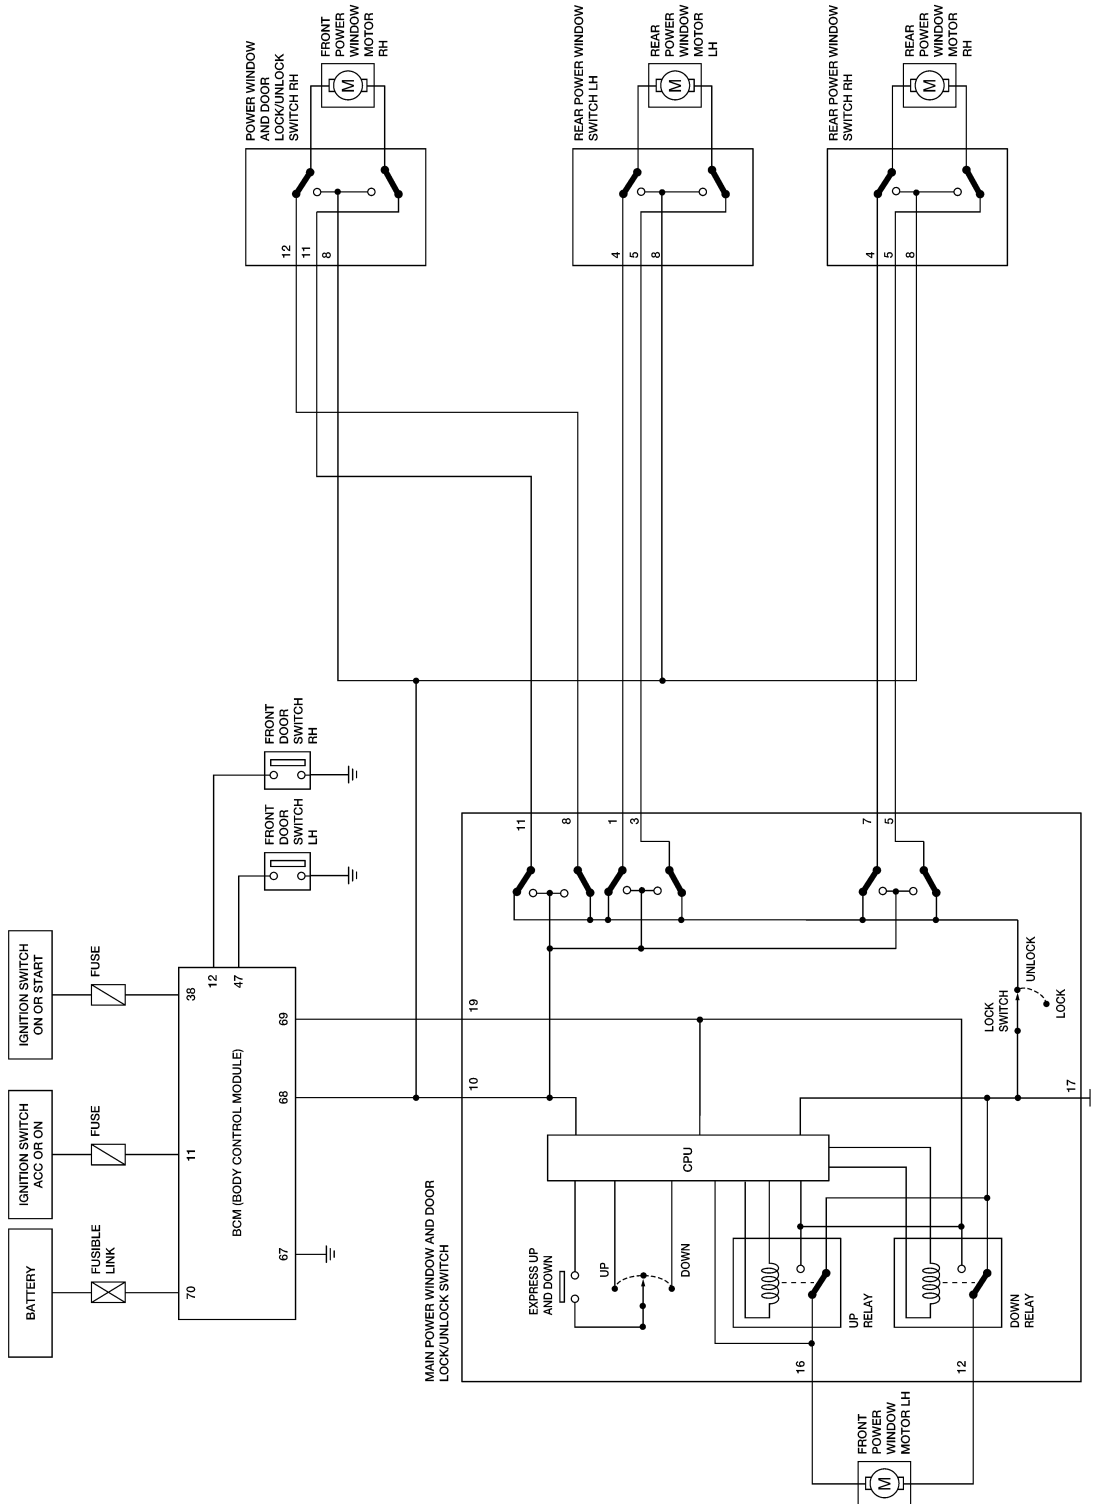 BATTERY
FUSIBLE
LINK
70
IGNITION SWITCH
ACC OR ON
FUSE
11
IGNITION SWITCH
ON OR START
FUSE
38
BCM (BODY CONTROL MODULE)
67
68
69
12
47
FRONT
DOOR
SWITCH
LH
FRONT
DOOR
SWITCH
RH
POWER WINDOW
AND DOOR
LOCK/UNLOCK
SWITCH RH
FRONT
POWER
WINDOW
MOTOR
RH
M
12
11
8
REAR POWER WINDOW
SWITCH LH
REAR
POWER
WINDOW
MOTOR
LH
M
4
5
8
REAR POWER WINDOW
SWITCH RH
REAR
POWER
WINDOW
MOTOR
RH
M
4
5
8
MAIN POWER WINDOW AND DOOR
LOCK/UNLOCK SWITCH
10
19
11
8
1
3
7
5
CPU
EXPRESS UP
AND DOWN
UP
DOWN
UP
RELAY
DOWN
RELAY
LOCK
SWITCH
UNLOCK
LOCK
17
16
12
FRONT
POWER
WINDOW
MOTOR LH
M